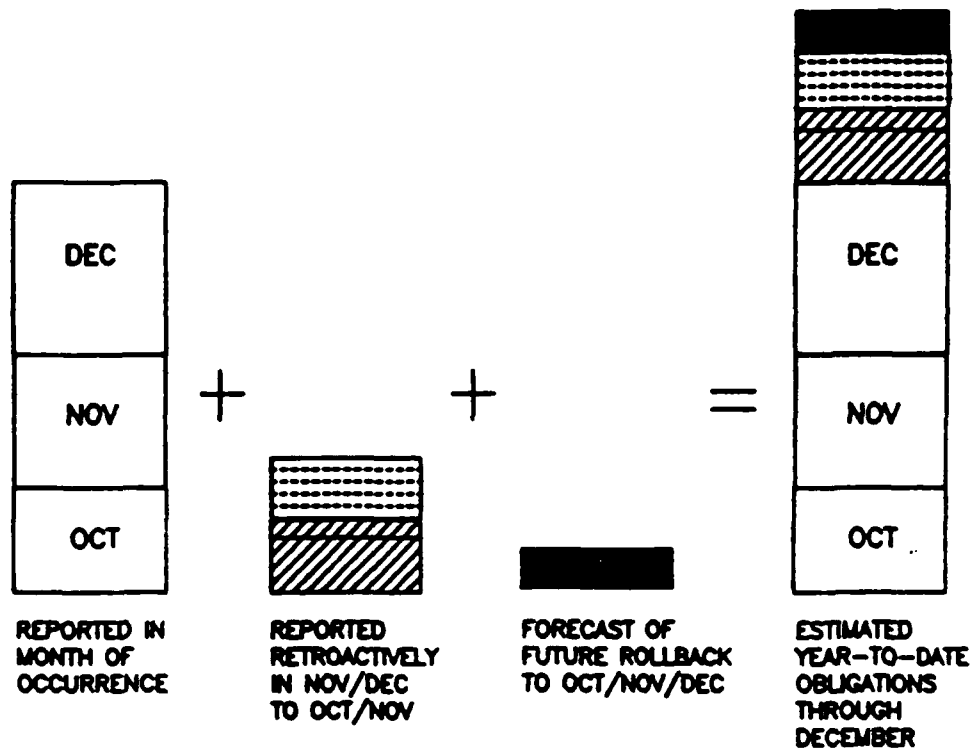 DEC
NOV
OCT
+
+
=
DEC
NOV
OCT
REPORTED IN
MONTH OF
OCCURRENCE
REPORTED
RETROACTIVELY
IN NOV/DEC
TO OCT/NOV
FORECAST OF
FUTURE ROLLBACK
TO OCT/NOV/DEC
ESTIMATED
YEAR-TO-DATE
OBLIGATIONS
THROUGH
DECEMBER